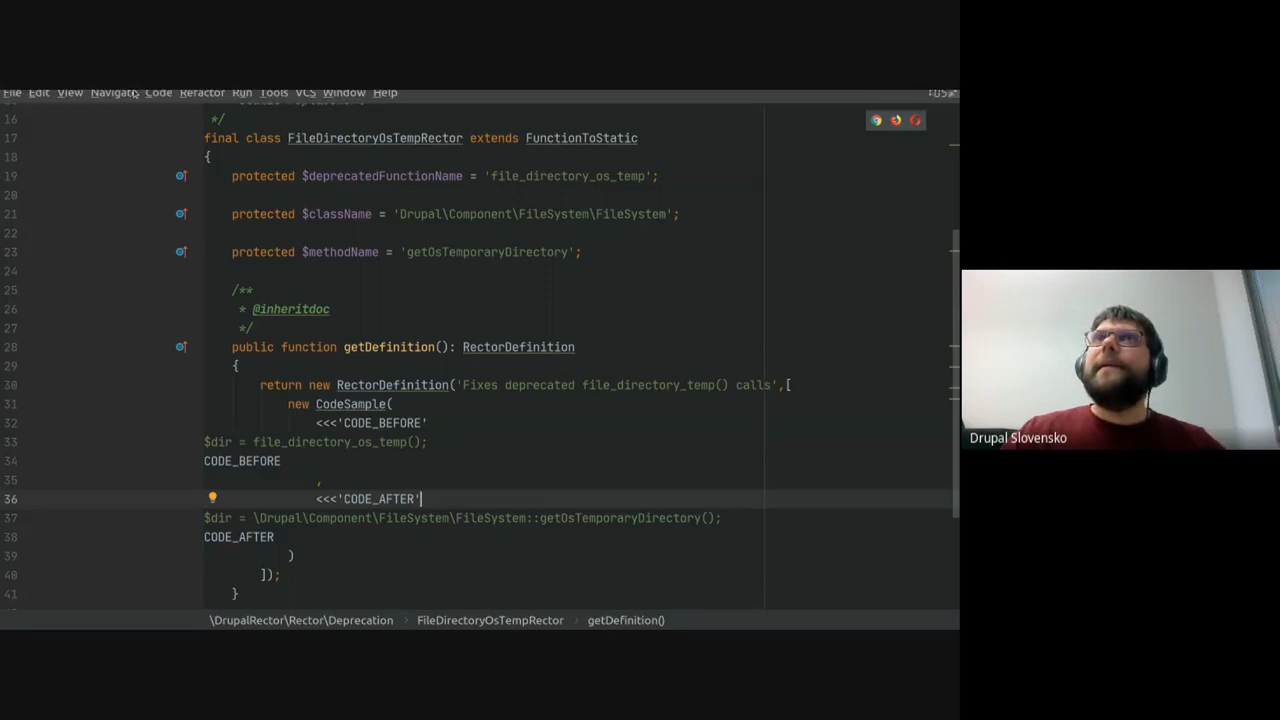 File Edit View Navigate Code Refactor Run Tools VCS Window Help
16 */
17 final class FileDirectoryOsTempRector extends FunctionToStatic
18 {
19 protected $deprecatedFunctionName = 'file_directory_os_temp';
20
21 protected $className = 'Drupal\Component\FileSystem\FileSystem';
22
23 protected $methodName = 'getOsTemporaryDirectory';
24
25 /**
26 * @inheritdoc
27 */
28 public function getDefinition(): RectorDefinition
29 {
30 return new RectorDefinition('Fixes deprecated file_directory_temp() calls',[
31 new CodeSample(
32 <<<'CODE_BEFORE'
33 $dir = file_directory_os_temp();
34 CODE_BEFORE
35 ,
36 <<<'CODE_AFTER'
37 $dir = \Drupal\Component\FileSystem\FileSystem::getOsTemporaryDirectory();
38 CODE_AFTER
39 )
40 ]);
41 }
\DrupalRector\Rector\Deprecation › FileDirectoryOsTempRector › getDefinition()
Drupal Slovensko